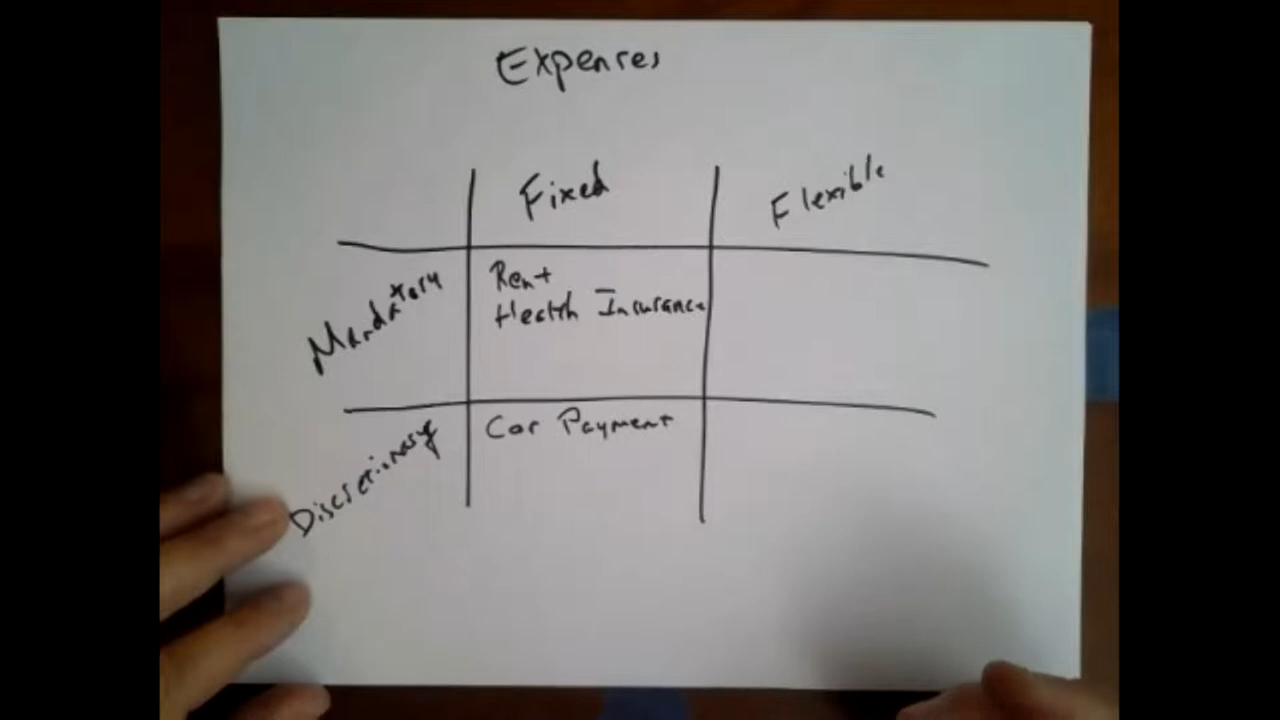 Expenses
Fixed
Flexible
Mandatory
Rent
Health Insurance
Discretionary
Car Payment